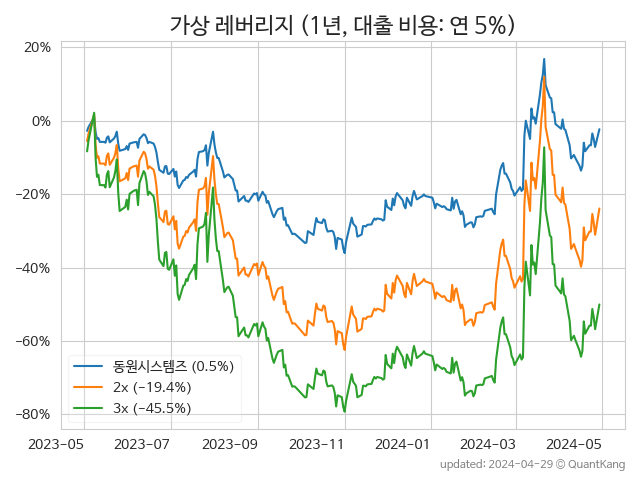 가상 레버리지 (1년, 대출 비용: 연 5%)
20%
0%
−20%
−40%
−60%
−80%
동원시스템즈 (0.5%)
2x (−19.4%)
3x (−45.5%)
2023-05 2023-07 2023-09 2023-11 2024-01 2024-03 2024-05
updated: 2024-04-29 © QuantKang